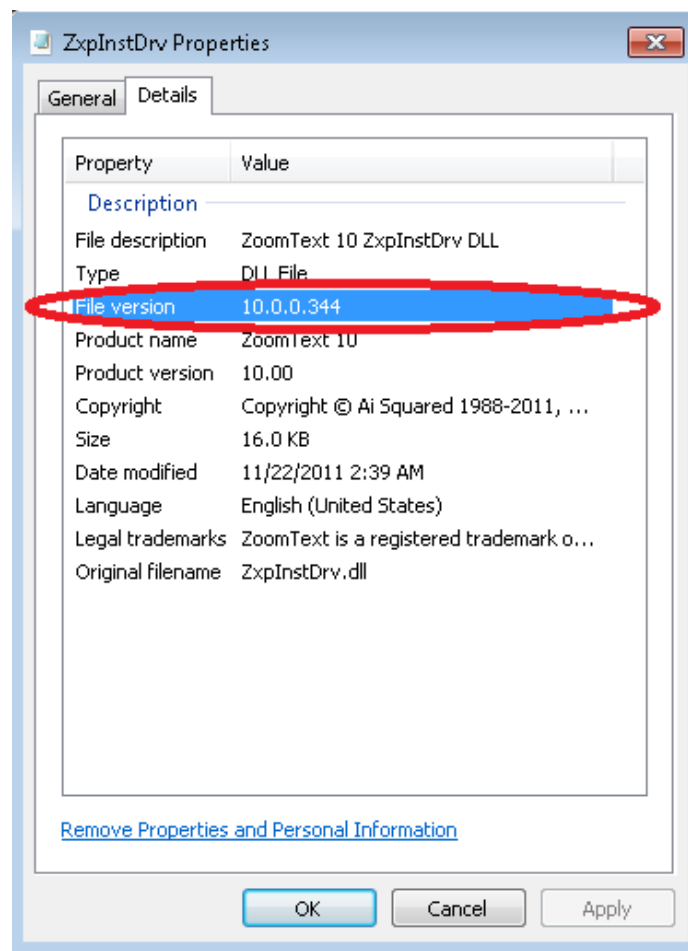 ZxpInstDrv Properties
General Details
Property Value
Description
File description ZoomText 10 ZxpInstDrv DLL
Type DLL File
File version 10.0.0.344
Product name ZoomText 10
Product version 10.00
Copyright Copyright © Ai Squared 1988-2011, ...
Size 16.0 KB
Date modified 11/22/2011 2:39 AM
Language English (United States)
Legal trademarks ZoomText is a registered trademark o...
Original filename ZxpInstDrv.dll
Remove Properties and Personal Information
OK Cancel Apply